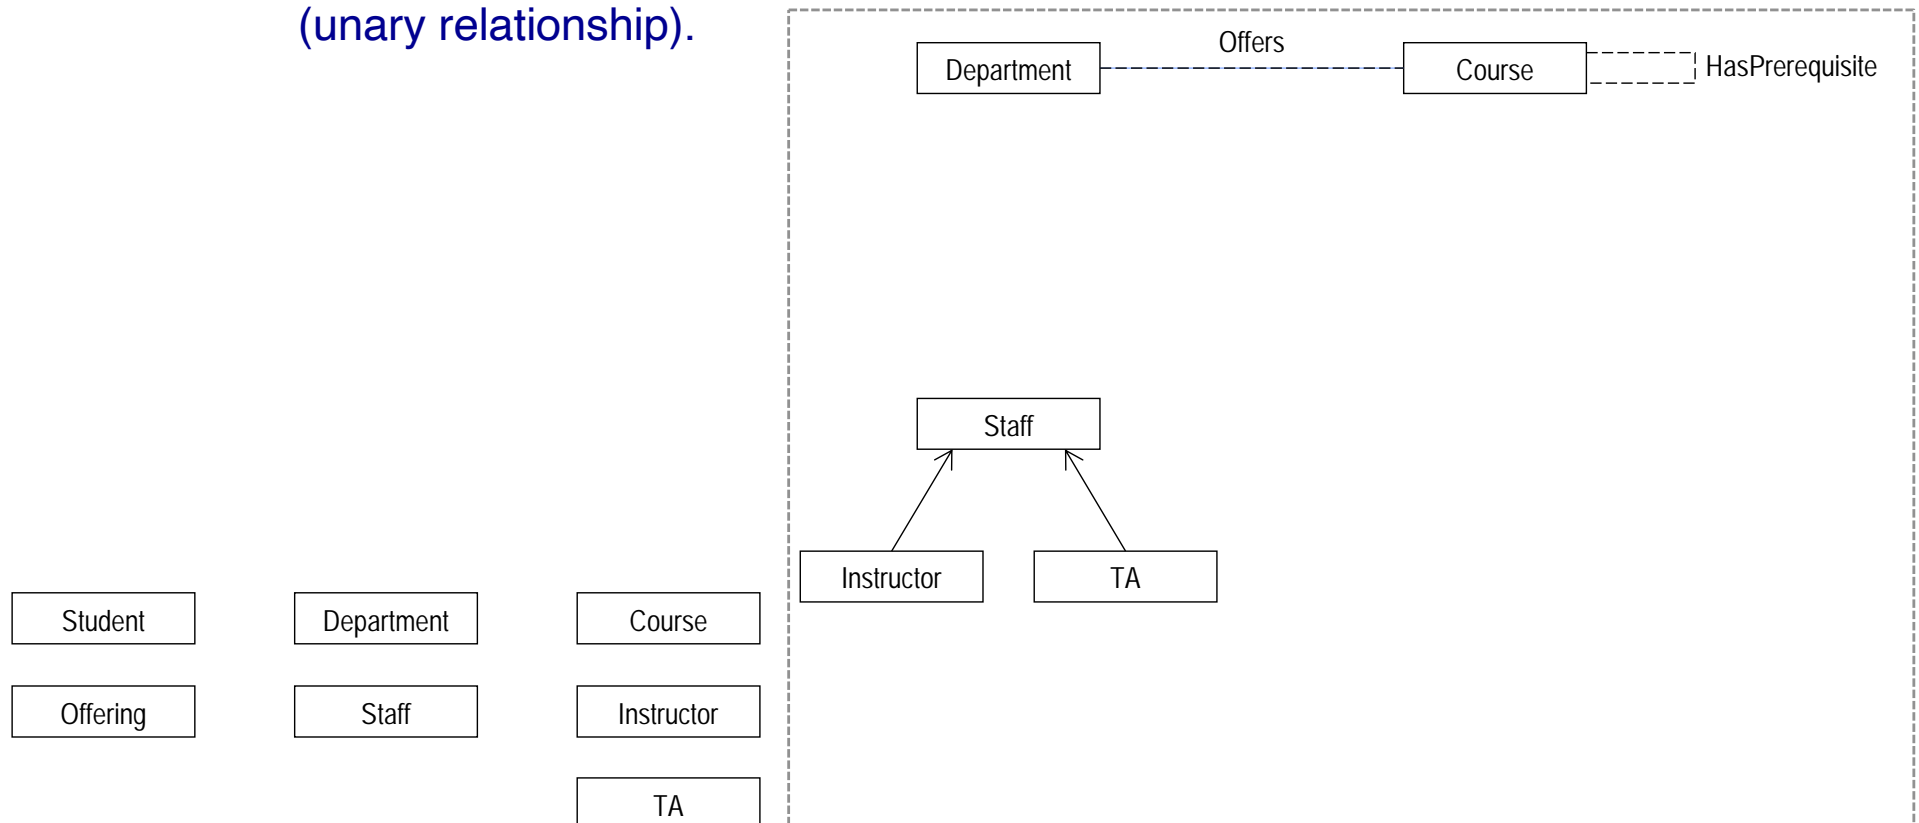 (unary relationship).
Offers
Department
Course
HasPrerequisite
Staff
Instructor
TA
Student
Department
Course
Offering
Staff
Instructor
TA